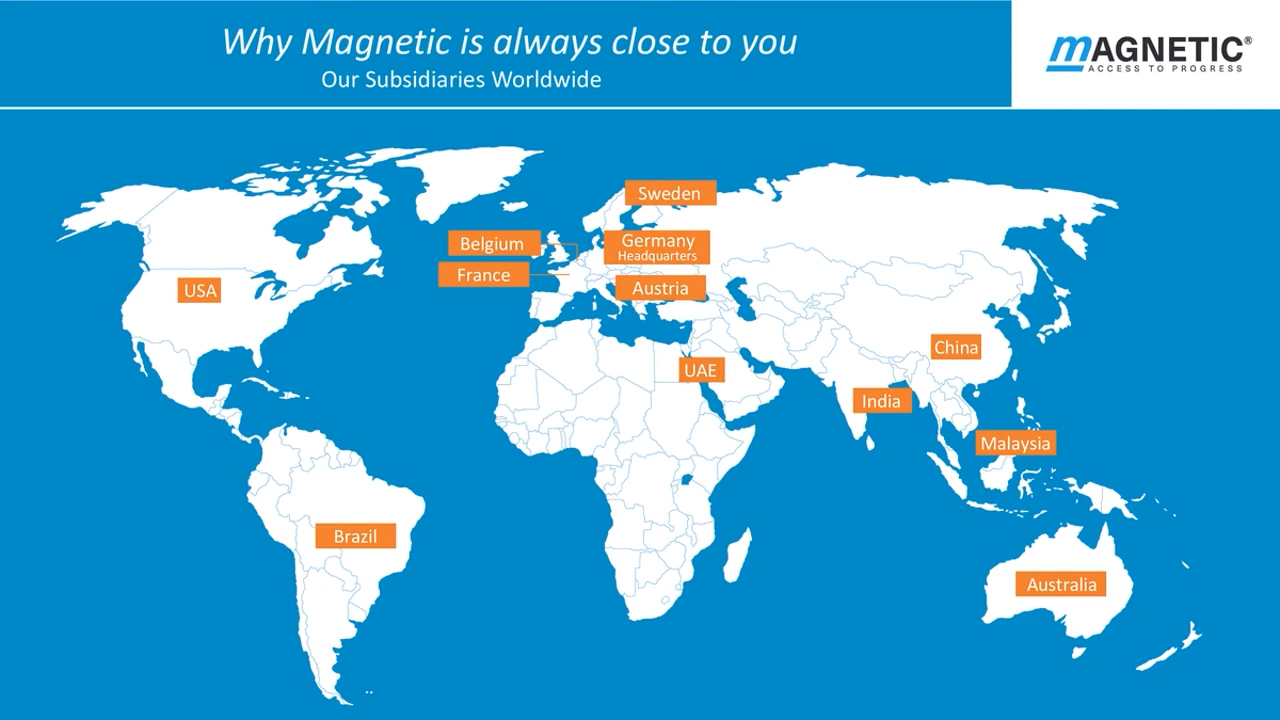 Why Magnetic is always close to you
Our Subsidiaries Worldwide
MAGNETIC®
ACCESS TO PROGRESS
Sweden
Belgium
Germany
Headquarters
France
Austria
USA
China
UAE
India
Malaysia
Brazil
Australia